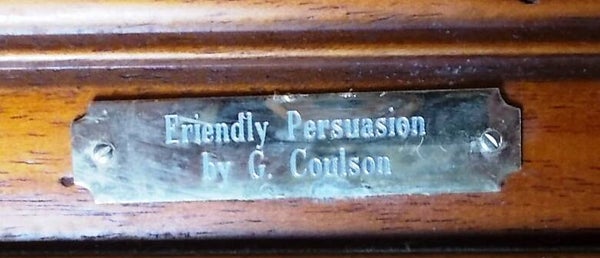 Friendly Persuasion
by G. Coulson